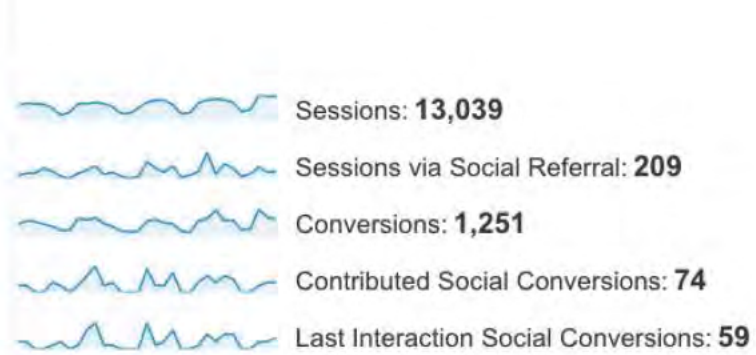 Sessions: 13,039
Sessions via Social Referral: 209
Conversions: 1,251
Contributed Social Conversions: 74
Last Interaction Social Conversions: 59